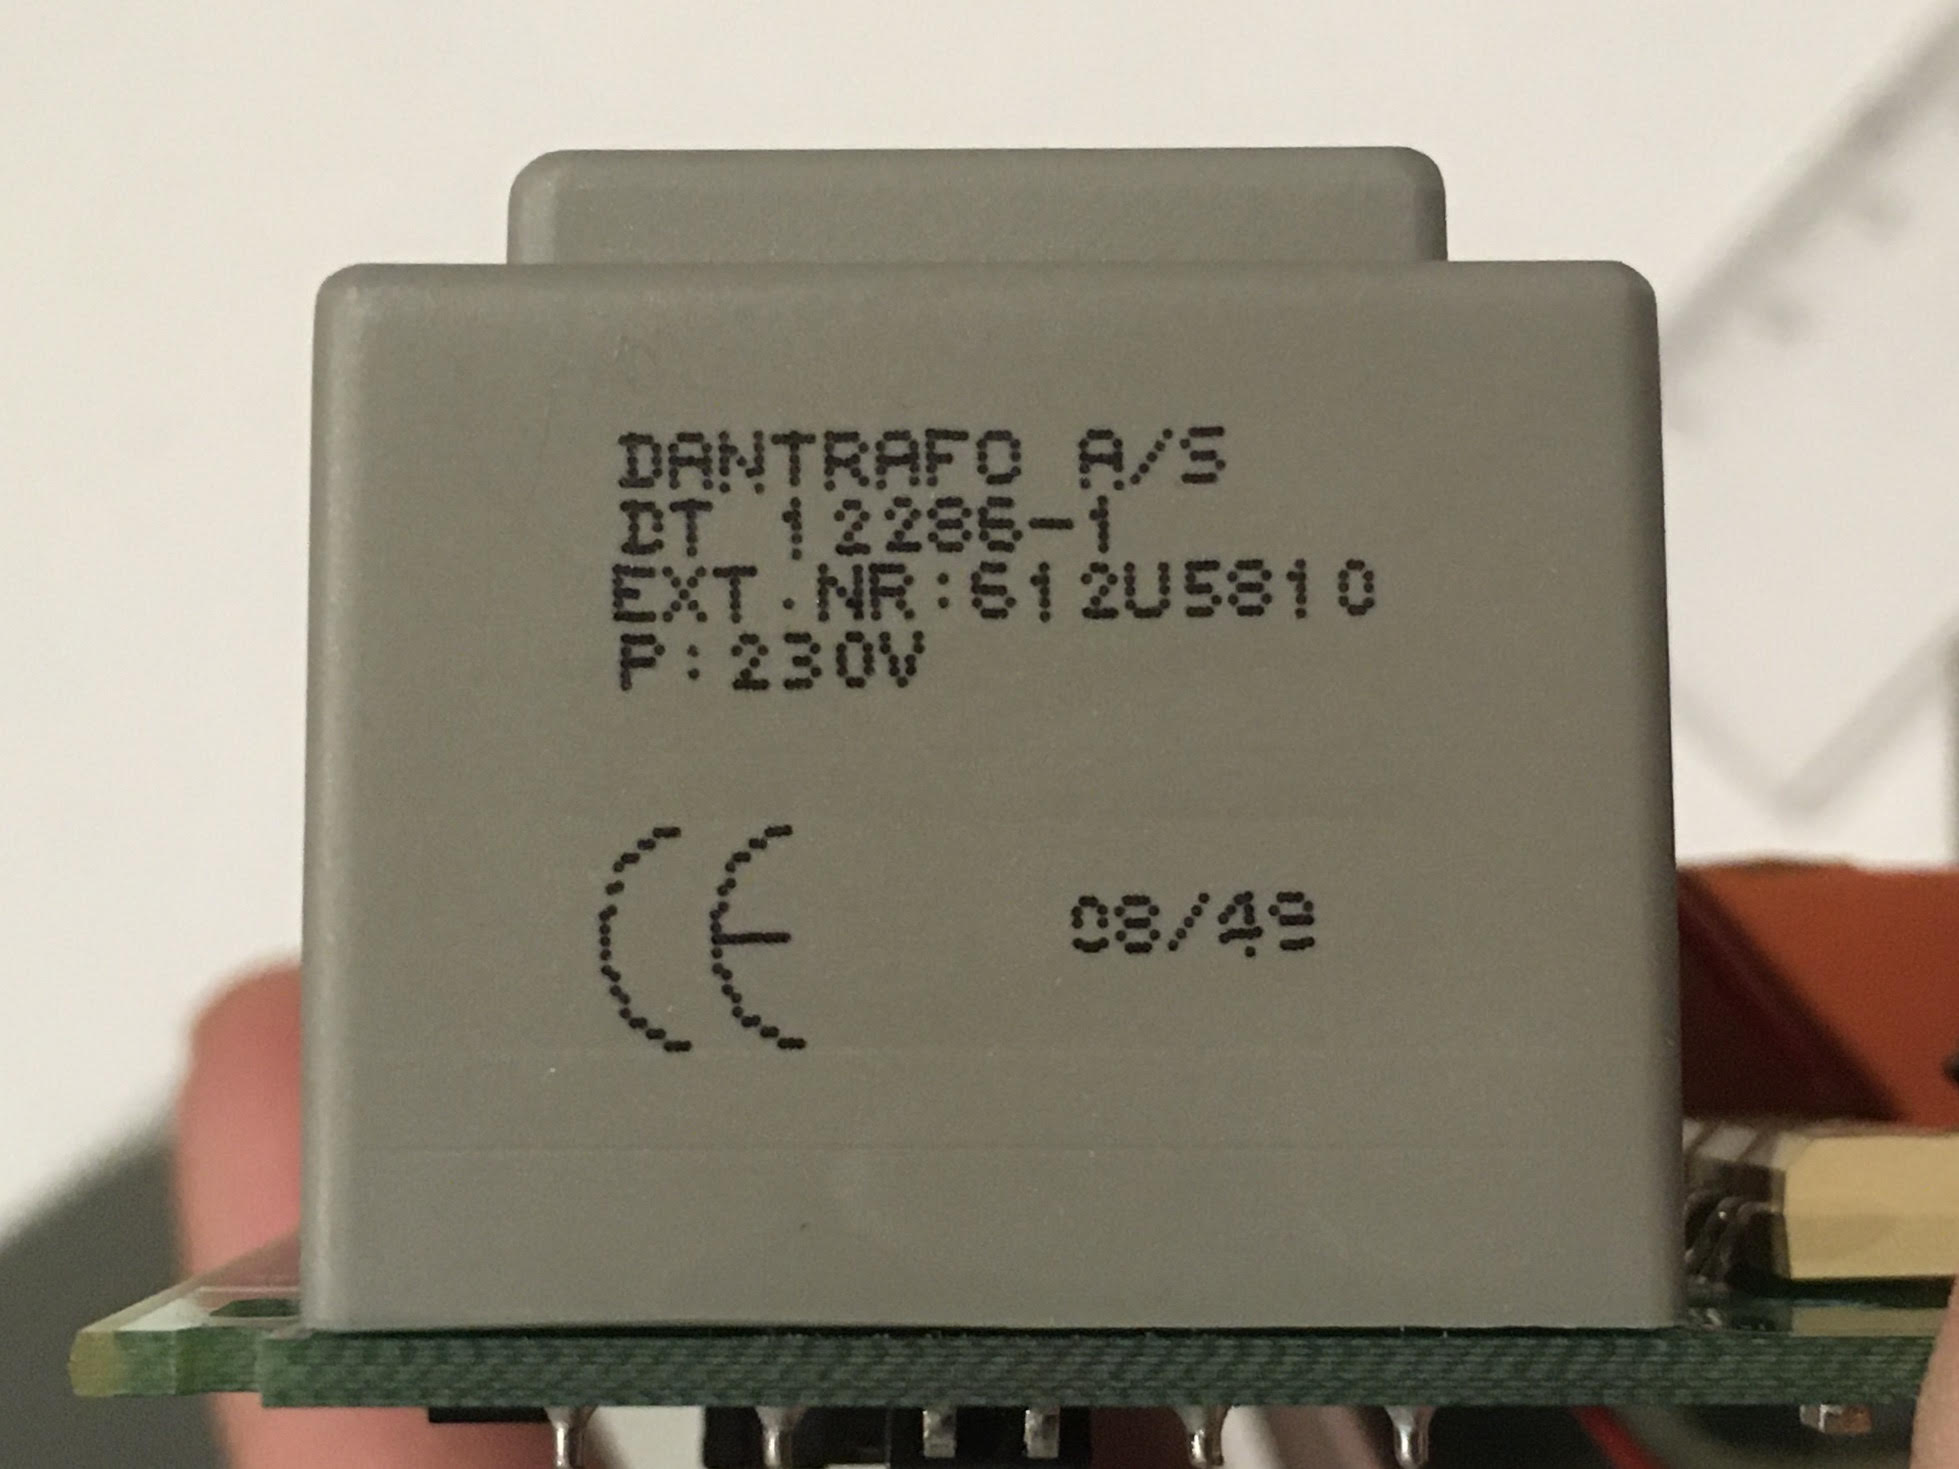 DANTRAFO A/S
DT 12286-1
EXT.NR:612U5810
P:230V
CE
08/49